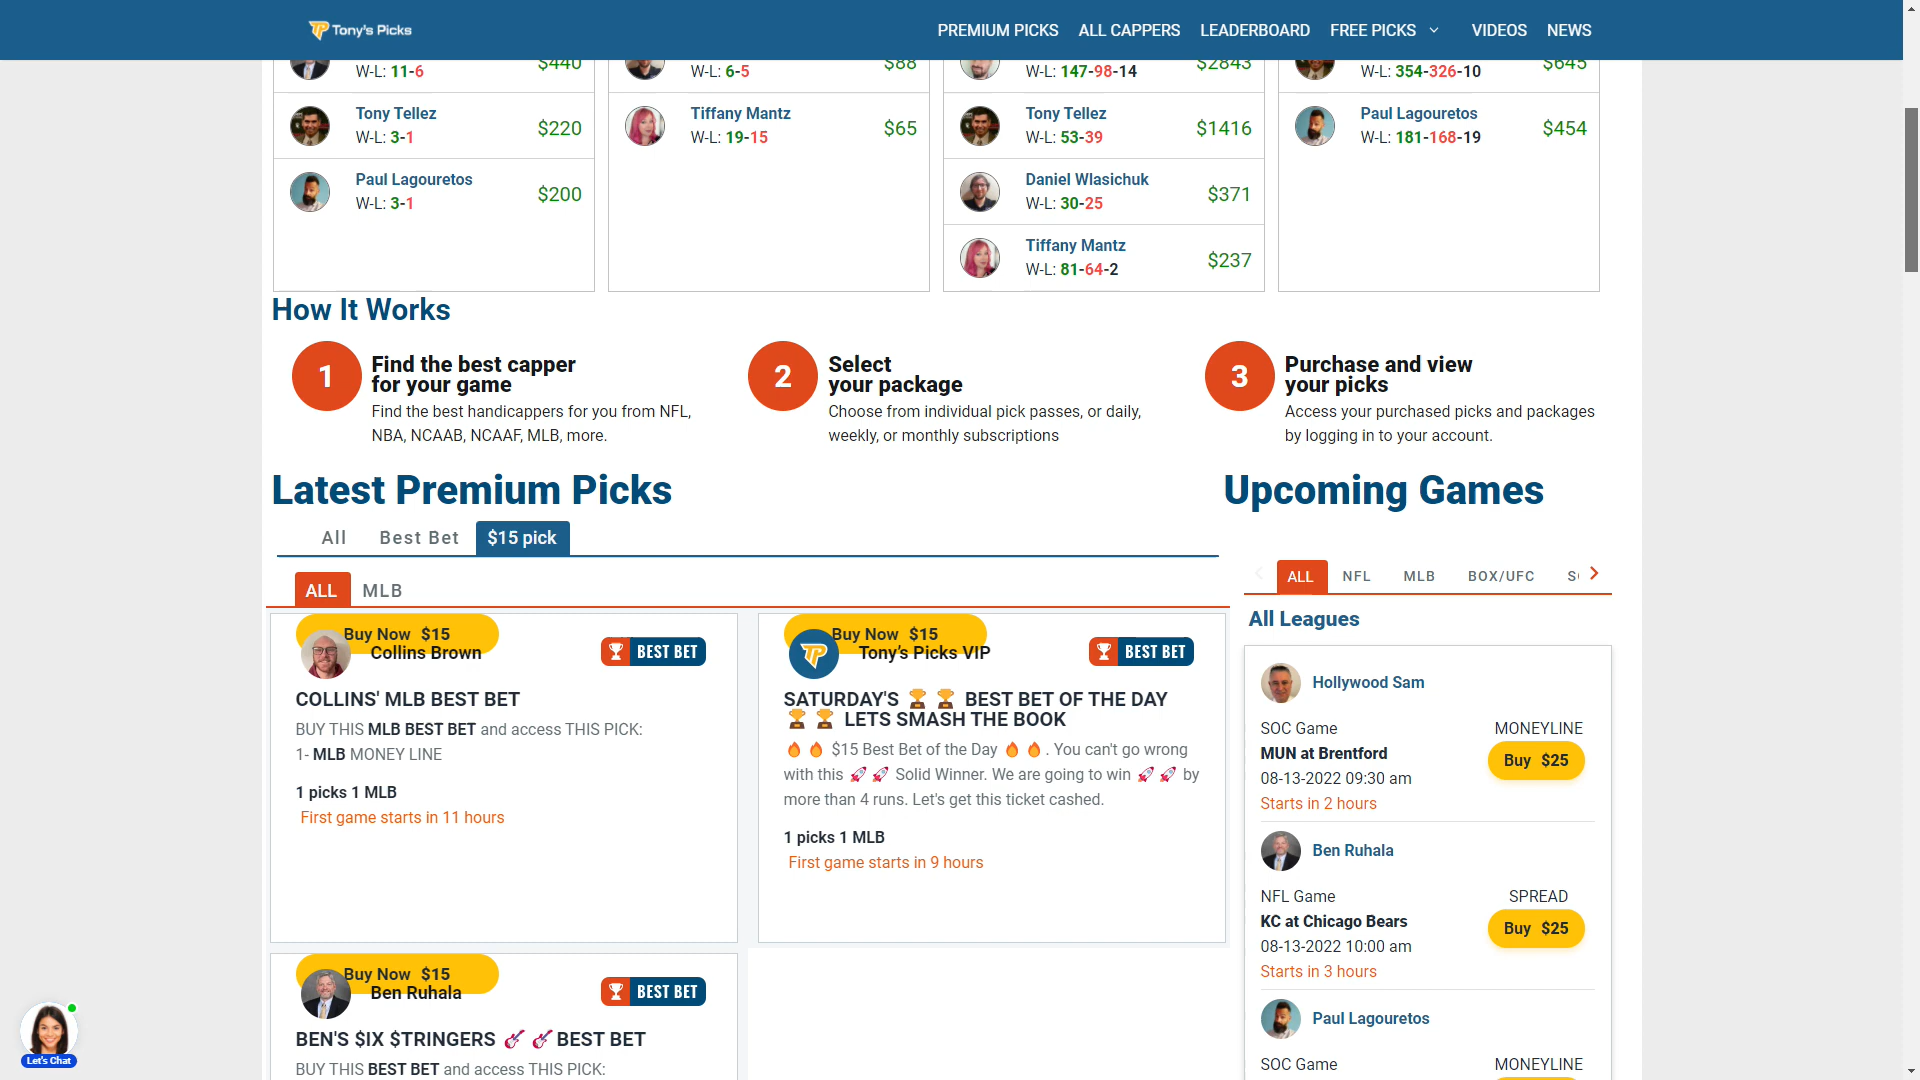 Tony's Picks
PREMIUM PICKS
ALL CAPPERS
LEADERBOARD
FREE PICKS
VIDEOS
NEWS
W-L: 11-6
$440
Tony Tellez
W-L: 3-1
$220
Paul Lagouretos
W-L: 3-1
$200
W-L: 6-5
$88
Tiffany Mantz
W-L: 19-15
$65
W-L: 147-98-14
$2843
Tony Tellez
W-L: 53-39
$1416
Daniel Wlasichuk
W-L: 30-25
$371
Tiffany Mantz
W-L: 81-64-2
$237
W-L: 354-326-10
$645
Paul Lagouretos
W-L: 181-168-19
$454
How It Works
1
Find the best capper
for your game
Find the best handicappers for you from NFL,
NBA, NCAAB, NCAAF, MLB, more.
2
Select
your package
Choose from individual pick passes, or daily,
weekly, or monthly subscriptions
3
Purchase and view
your picks
Access your purchased picks and packages
by logging in to your account.
Latest Premium Picks
All
Best Bet
$15 pick
ALL
MLB
Buy Now $15
Collins Brown
BEST BET
COLLINS' MLB BEST BET
BUY THIS MLB BEST BET and access THIS PICK:
1- MLB MONEY LINE
1 picks 1 MLB
First game starts in 11 hours
Buy Now $15
Tony's Picks VIP
BEST BET
SATURDAY'S 🏆 🏆 BEST BET OF THE DAY
🏆 🏆 LETS SMASH THE BOOK
🔥 🔥 $15 Best Bet of the Day 🔥 🔥 . You can't go wrong
with this 🚀 🚀 Solid Winner. We are going to win 🚀 🚀 by
more than 4 runs. Let's get this ticket cashed.
1 picks 1 MLB
First game starts in 9 hours
Buy Now $15
Ben Ruhala
BEST BET
BEN'S $IX $TRINGERS 🎸 🎸 BEST BET
BUY THIS BEST BET and access THIS PICK:
Upcoming Games
ALL
NFL
MLB
BOX/UFC
All Leagues
Hollywood Sam
SOC Game
MONEYLINE
MUN at Brentford
Buy $25
08-13-2022 09:30 am
Starts in 2 hours
Ben Ruhala
NFL Game
SPREAD
KC at Chicago Bears
Buy $25
08-13-2022 10:00 am
Starts in 3 hours
Paul Lagouretos
SOC Game
MONEYLINE
Let's Chat